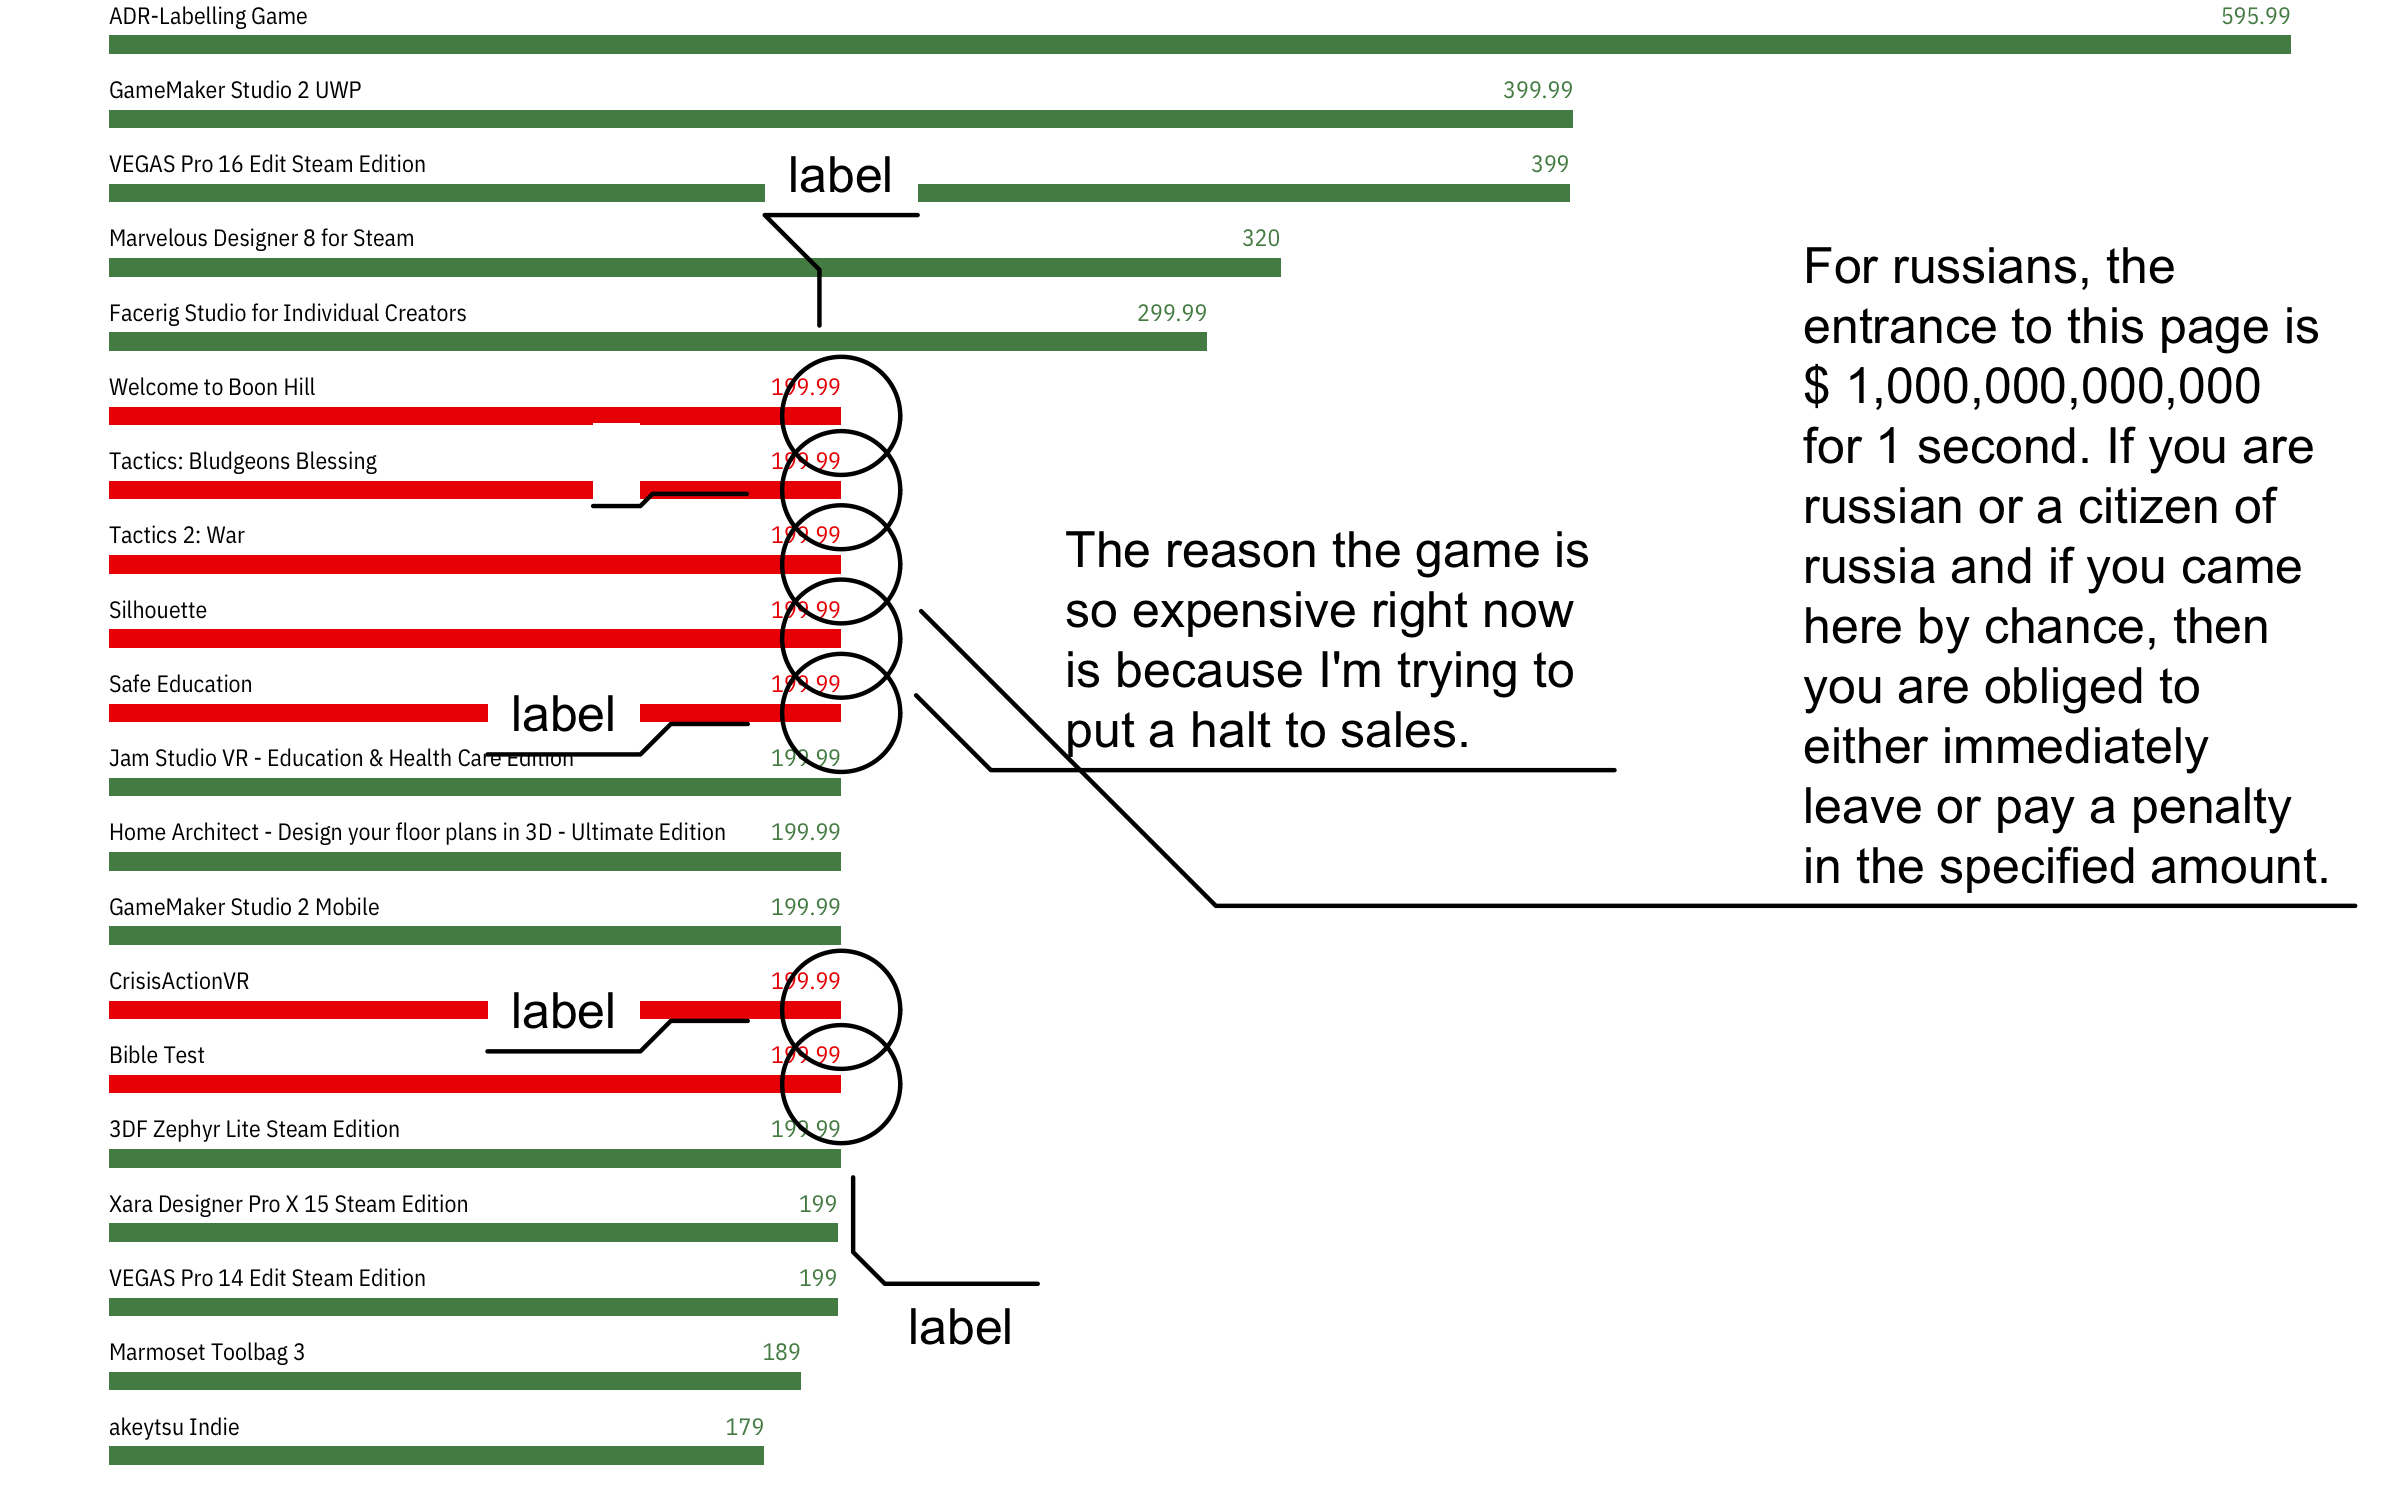 ADR-Labelling Game 595.99
GameMaker Studio 2 UWP 399.99
VEGAS Pro 16 Edit Steam Edition 399
label
Marvelous Designer 8 for Steam 320
Facerig Studio for Individual Creators 299.99
Welcome to Boon Hill 199.99
Tactics: Bludgeons Blessing 199.99
Tactics 2: War 199.99
Silhouette 199.99
Safe Education 199.99
label
Jam Studio VR - Education & Health Care Edition 199.99
Home Architect - Design your floor plans in 3D - Ultimate Edition 199.99
GameMaker Studio 2 Mobile 199.99
CrisisActionVR 199.99
label
Bible Test 199.99
3DF Zephyr Lite Steam Edition 199.99
Xara Designer Pro X 15 Steam Edition 199
VEGAS Pro 14 Edit Steam Edition 199
label
Marmoset Toolbag 3 189
akeytsu Indie 179
The reason the game is
so expensive right now
is because I'm trying to
put a halt to sales.
For russians, the
entrance to this page is
$ 1,000,000,000,000
for 1 second. If you are
russian or a citizen of
russia and if you came
here by chance, then
you are obliged to
either immediately
leave or pay a penalty
in the specified amount.